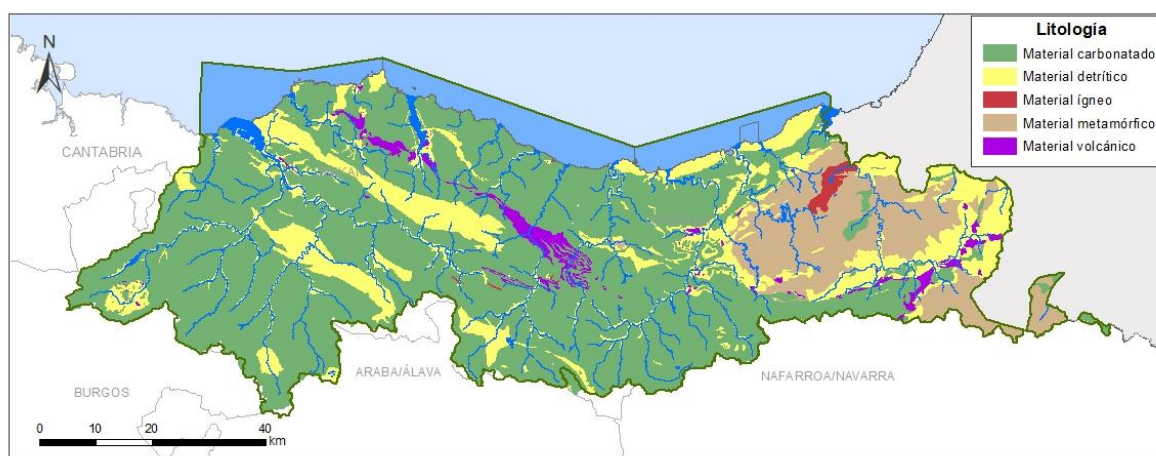 N
Litología
Material carbonatado
Material detrítico
Material ígneo
Material metamórfico
Material volcánico
CANTABRIA
BURGOS
ARABA/ÁLAVA
NAFARROA/NAVARRA
0 10 20 40
km